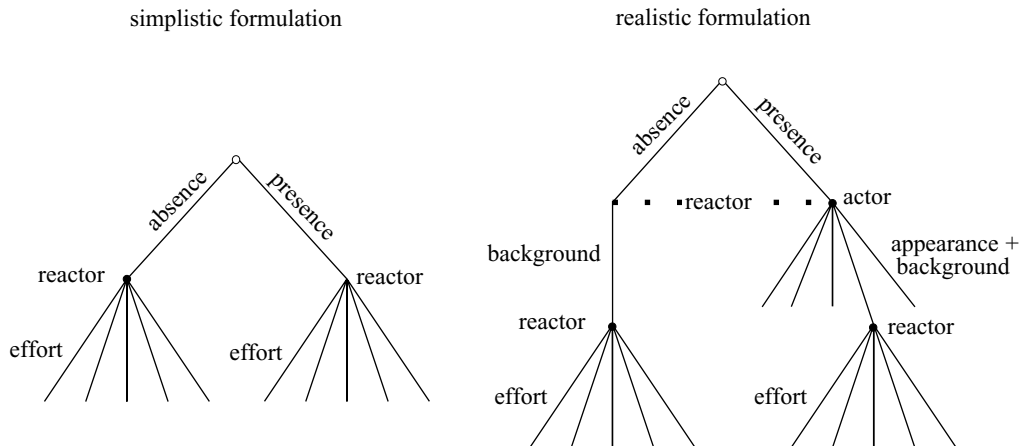 simplistic formulation
absence
presence
reactor
reactor
effort
effort
realistic formulation
absence
presence
reactor
actor
background
appearance +
background
reactor
reactor
effort
effort